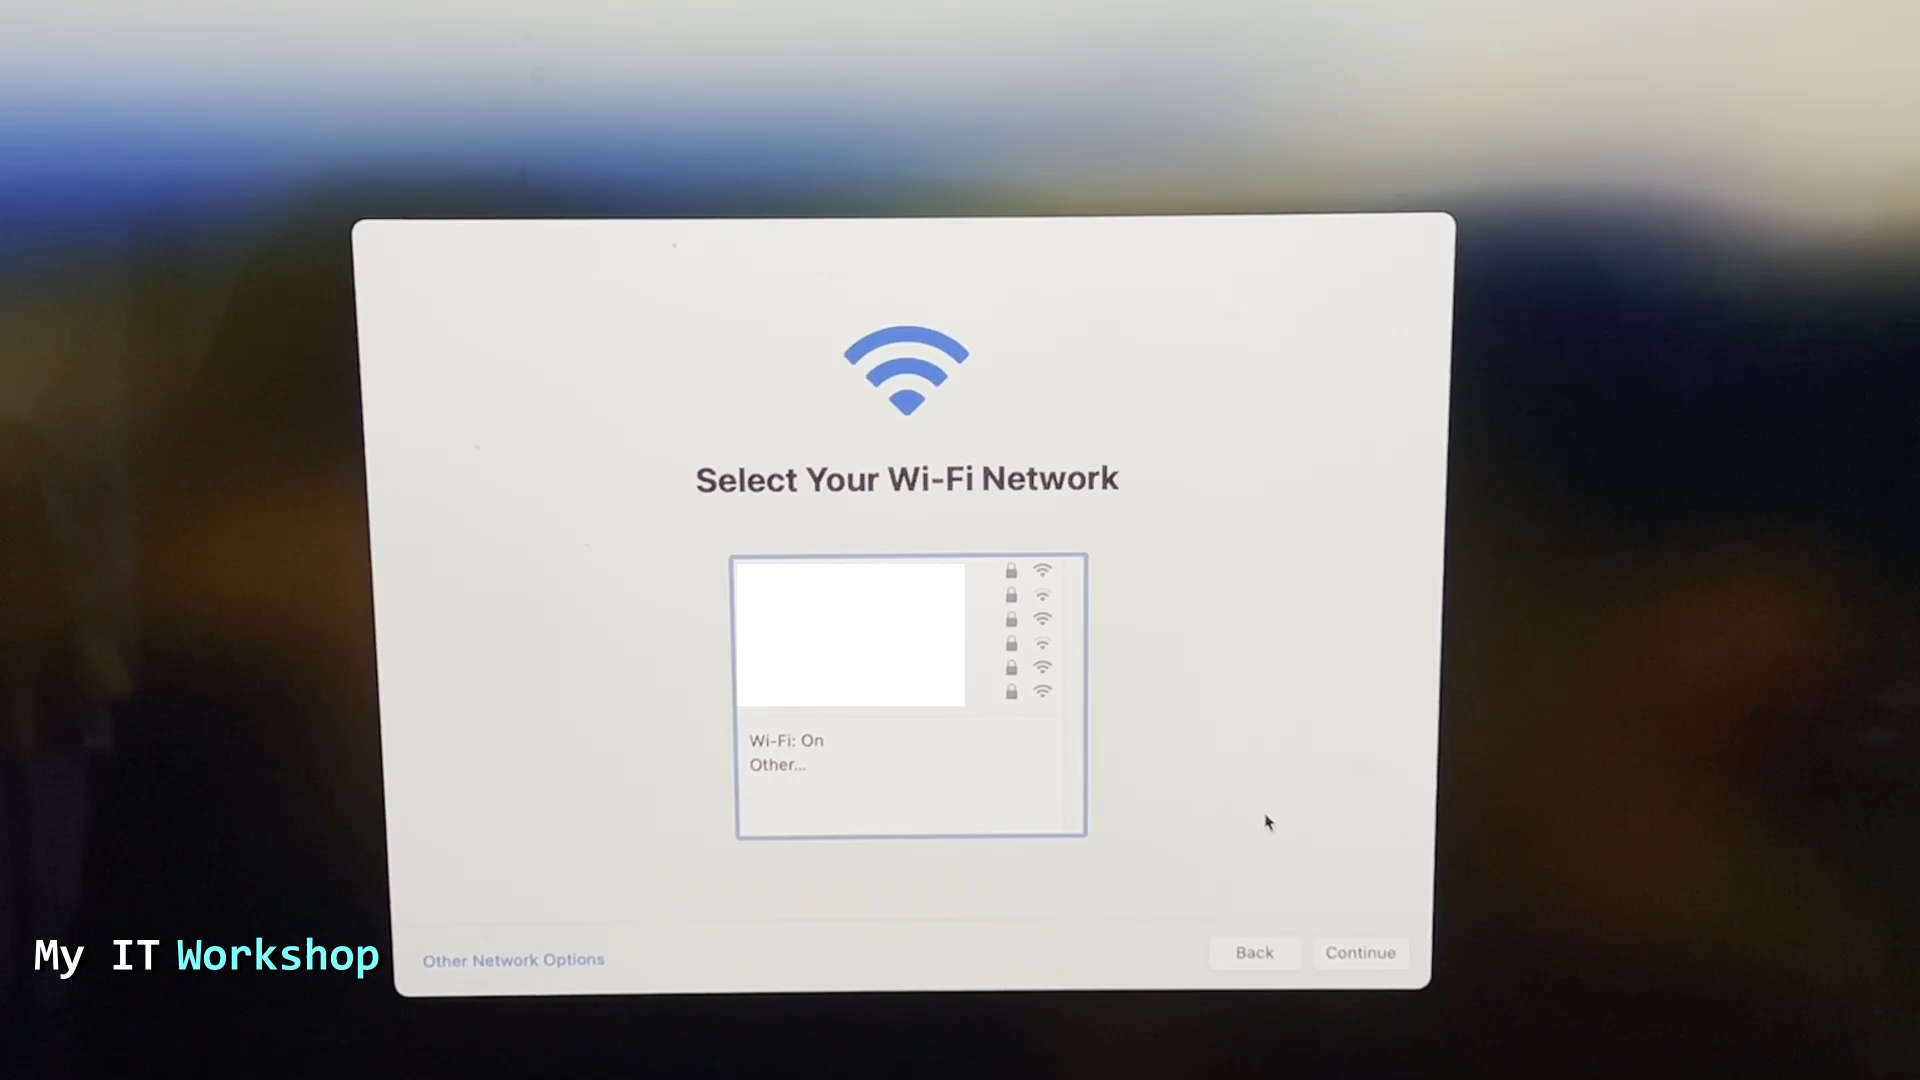 Select Your Wi-Fi Network
Wi-Fi: On
Other...
Other Network Options
Back
Continue
My IT Workshop